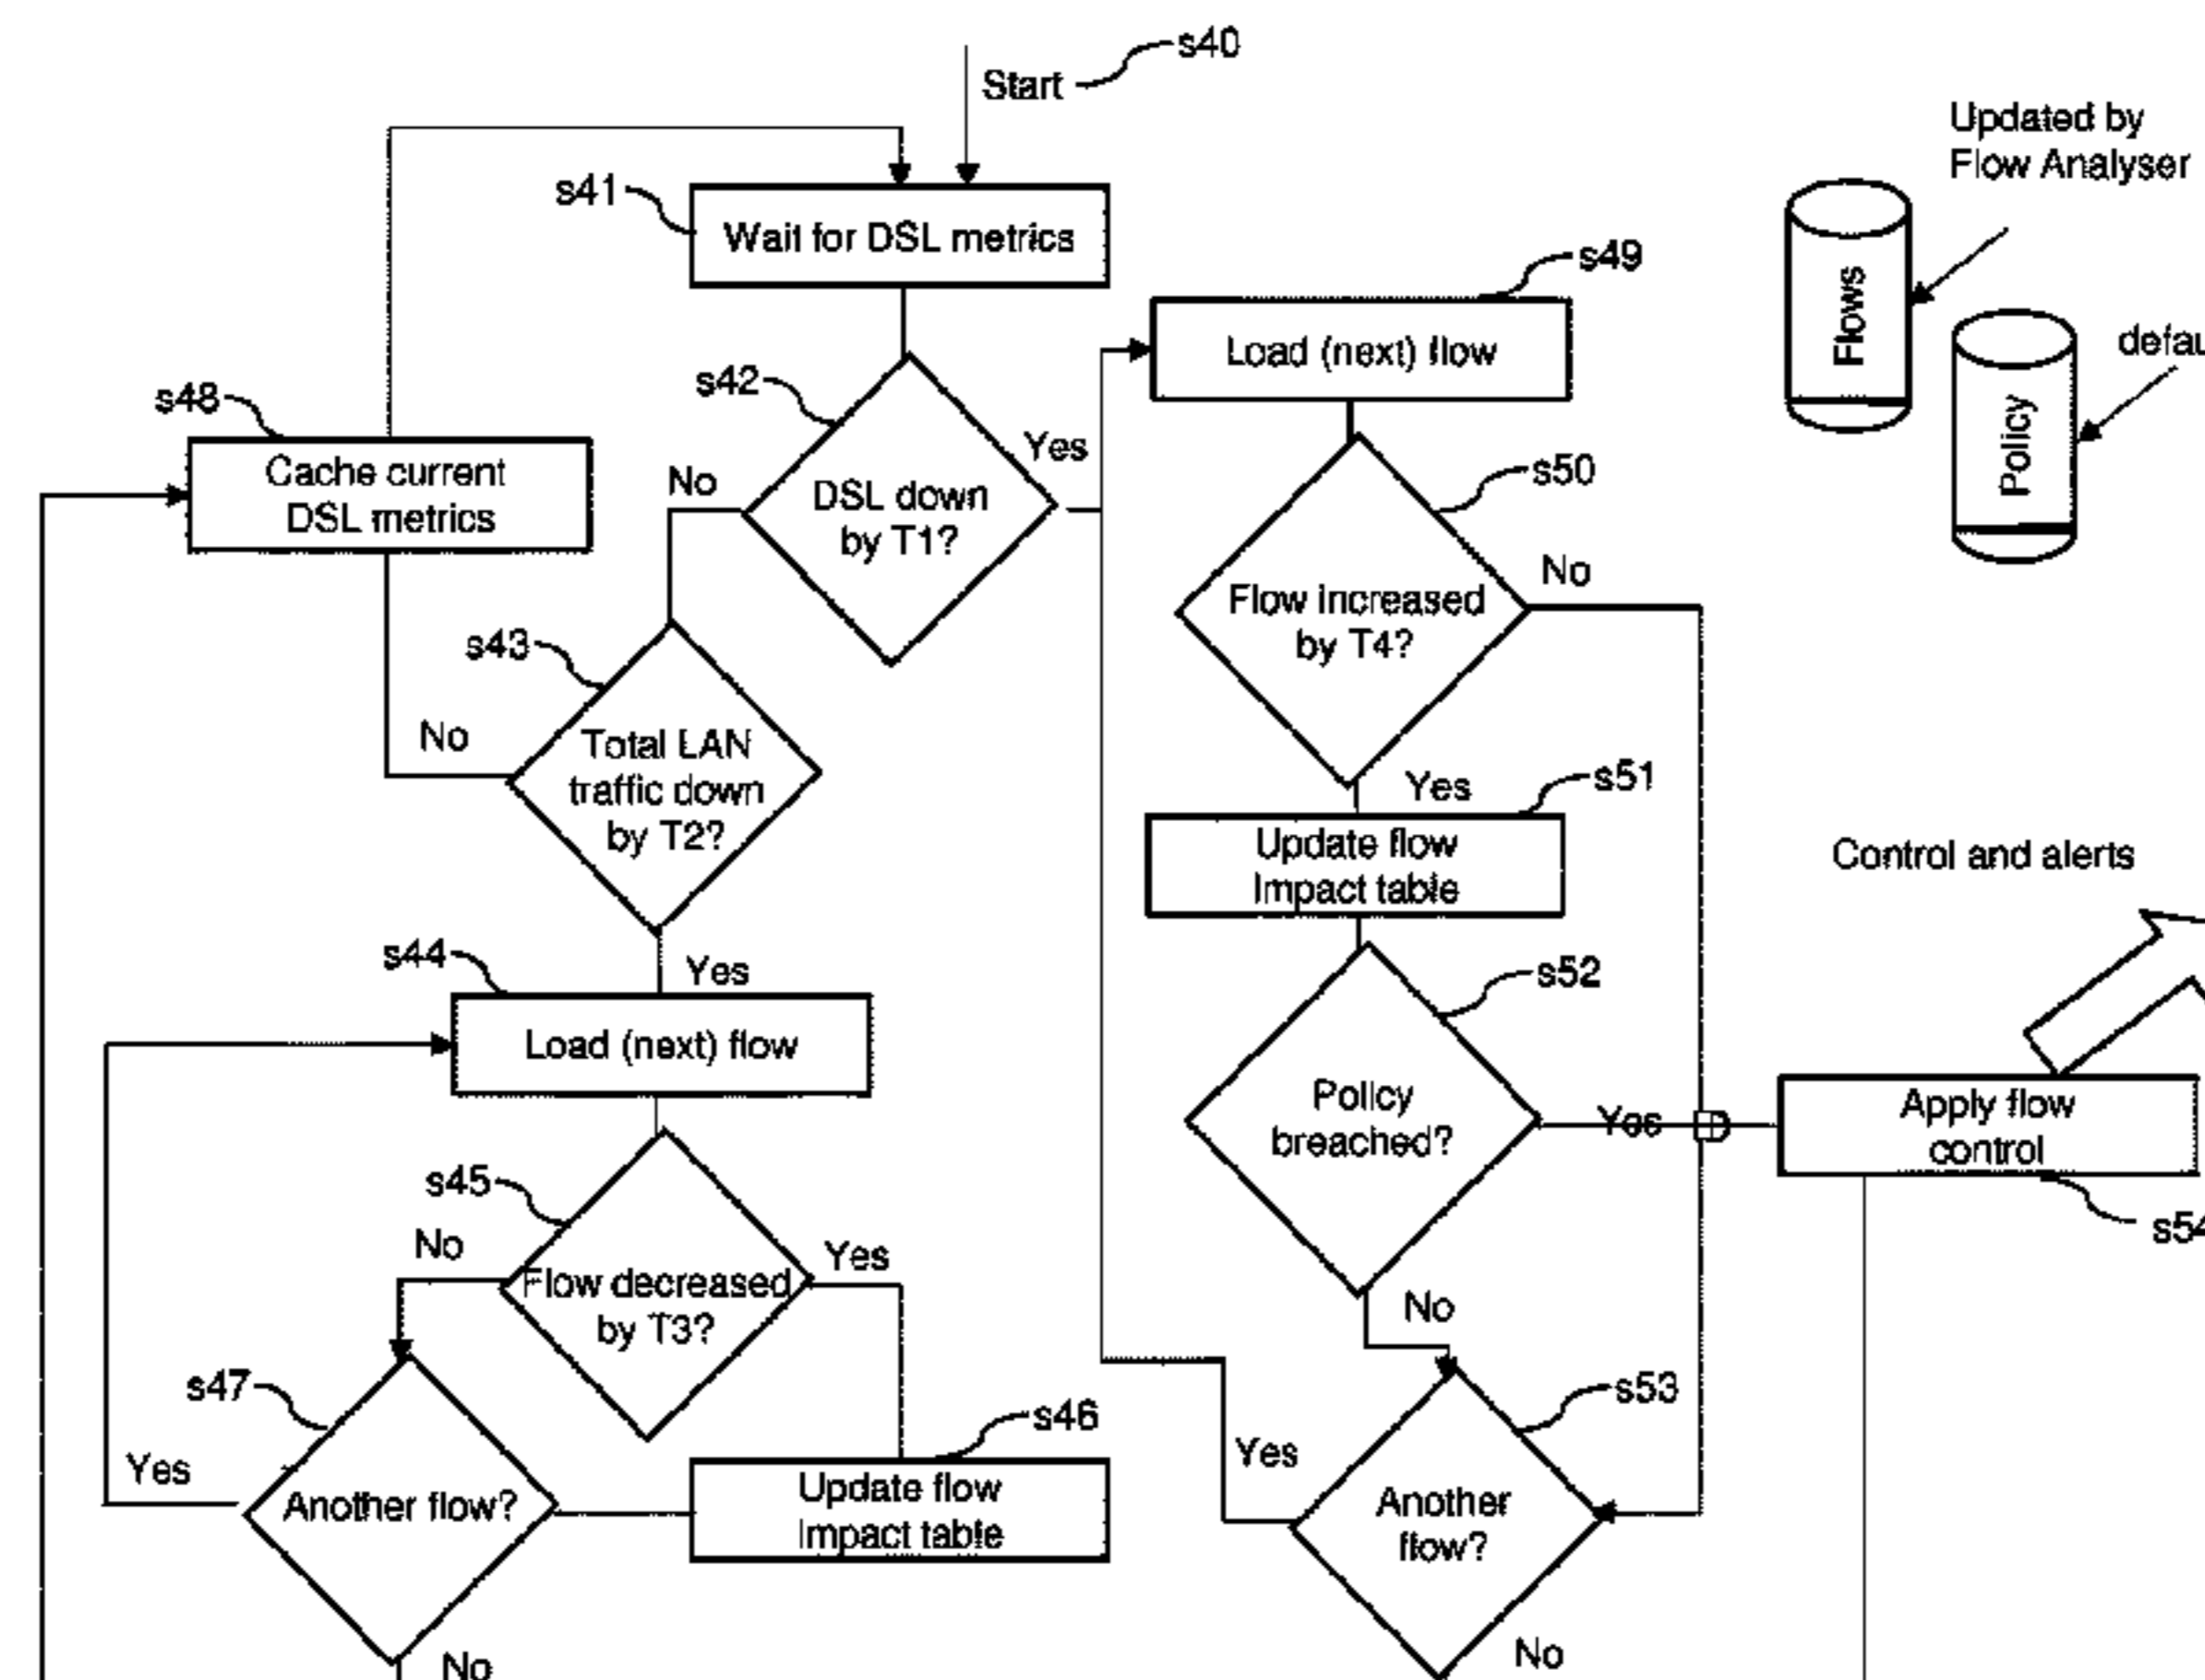 s40
Start
Updated by
Flow Analyser
s41
Wait for DSL metrics
s49
Load (next) flow
Flows
s42
s48
Cache current
DSL metrics
No
Yes
DSL down
by T1?
s50
Policy
Flow increased
by T4?
No
s43
No
Total LAN
traffic down
by T2?
Yes
s51
Update flow
Impact table
Control and alerts
s44
Yes
s52
Load (next) flow
Policy
breached?
Yes
Apply flow
control
s45
No
Yes
Flow decreased
by T3?
No
s47
s46
s53
Yes
Another flow?
Update flow
Impact table
Yes
Another
flow?
No
No